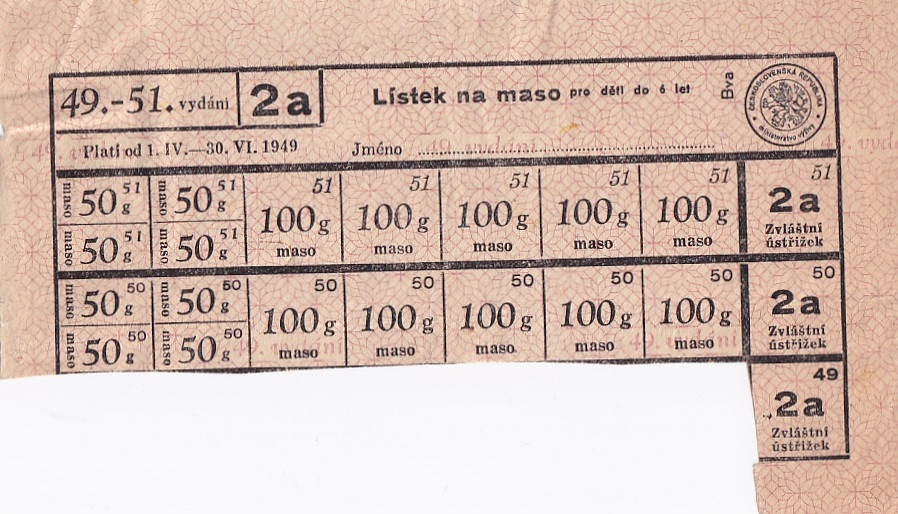 49.-51. vydání 2a Lístek na maso pro děti do 6 let Bva
ČESKOSLOVENSKÁ REPUBLIKA
ministerstvo výživy
Platí od 1. IV.—30. VI. 1949 Jméno
maso 50 g 51 maso 50 g 51 100 g maso 51 100 g maso 51 100 g maso 51 100 g maso 51 100 g maso 51 2a Zvláštní ústřižek 51
maso 50 g 51 maso 50 g 51
maso 50 g 50 maso 50 g 50 100 g maso 50 100 g maso 50 100 g maso 50 100 g maso 50 100 g maso 50 2a Zvláštní ústřižek 50
maso 50 g 50 maso 50 g 50
49
2a
Zvláštní
ústřižek